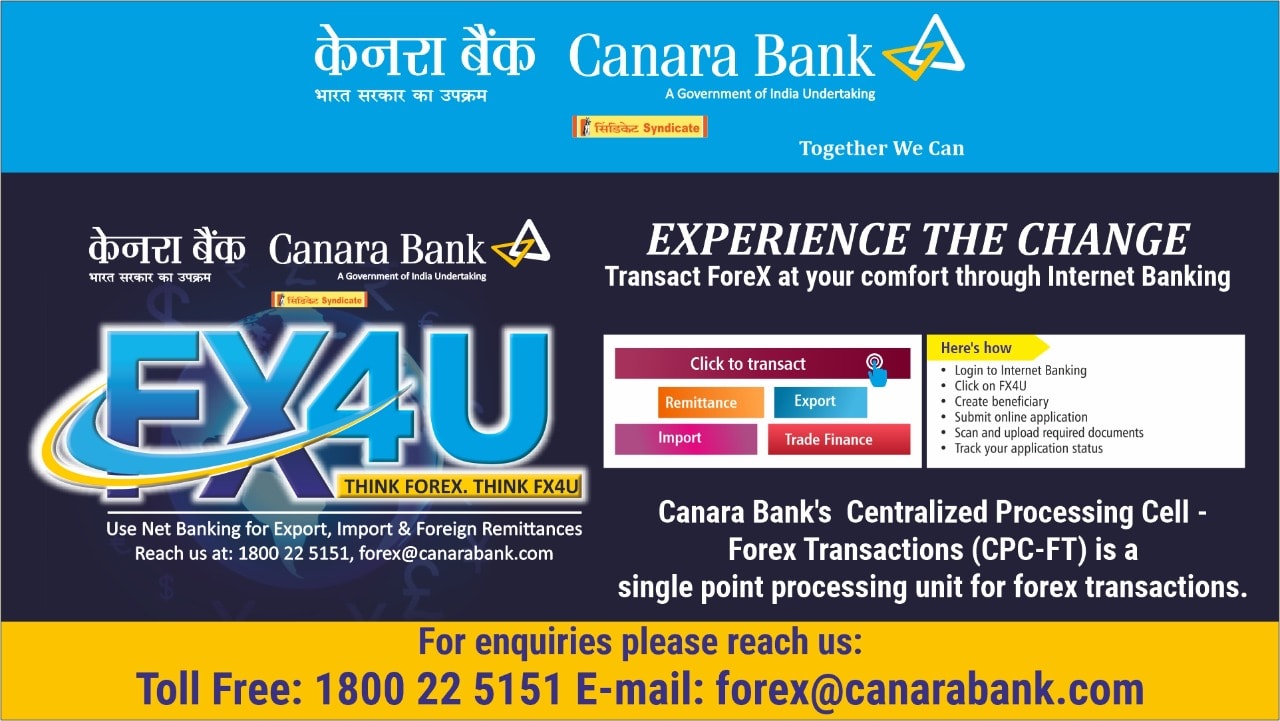 केनरा बैंक Canara Bank
भारत सरकार का उपक्रम A Government of India Undertaking
सिंडिकेट Syndicate
Together We Can
केनरा बैंक Canara Bank
भारत सरकार का उपक्रम A Government of India Undertaking
सिंडिकेट Syndicate
FX4U
THINK FOREX. THINK FX4U
Use Net Banking for Export, Import & Foreign Remittances
Reach us at: 1800 22 5151, forex@canarabank.com
EXPERIENCE THE CHANGE
Transact ForeX at your comfort through Internet Banking
Click to transact
Remittance Export
Import Trade Finance
Here's how
• Login to Internet Banking
• Click on FX4U
• Create beneficiary
• Submit online application
• Scan and upload required documents
• Track your application status
Canara Bank's Centralized Processing Cell -
Forex Transactions (CPC-FT) is a
single point processing unit for forex transactions.
For enquiries please reach us:
Toll Free: 1800 22 5151 E-mail: forex@canarabank.com